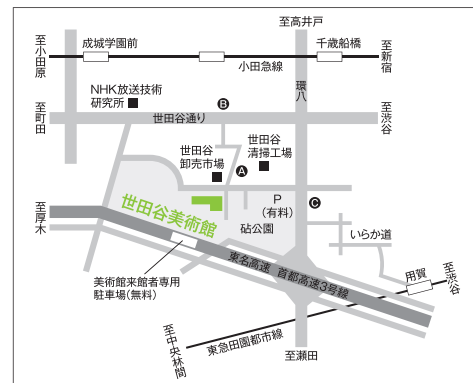 至高井戸
至小田原
成城学園前
千歳船橋
至新宿
小田急線
環八
NHK放送技術
研究所
B
至町田
世田谷通り
至渋谷
世田谷
卸売市場
世田谷
清掃工場
A
P
(有料)
C
世田谷美術館
砧公園
至厚木
いらか道
美術館来館者専用
駐車場(無料)
東名高速
首都高速3号線
用賀
至渋谷
東急田園都市線
至中央林間
至瀬田